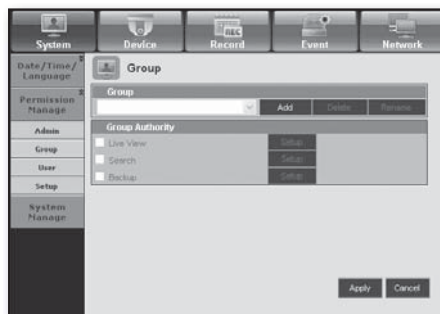 System Device Record Event Network
Date/Time/
Language
Group
Permission
Manage
Group
Add Delete Rename
Admin
Group Authority
Group
Live View Setup
User
Search Setup
Setup
Backup Setup
System
Manage
Apply Cancel